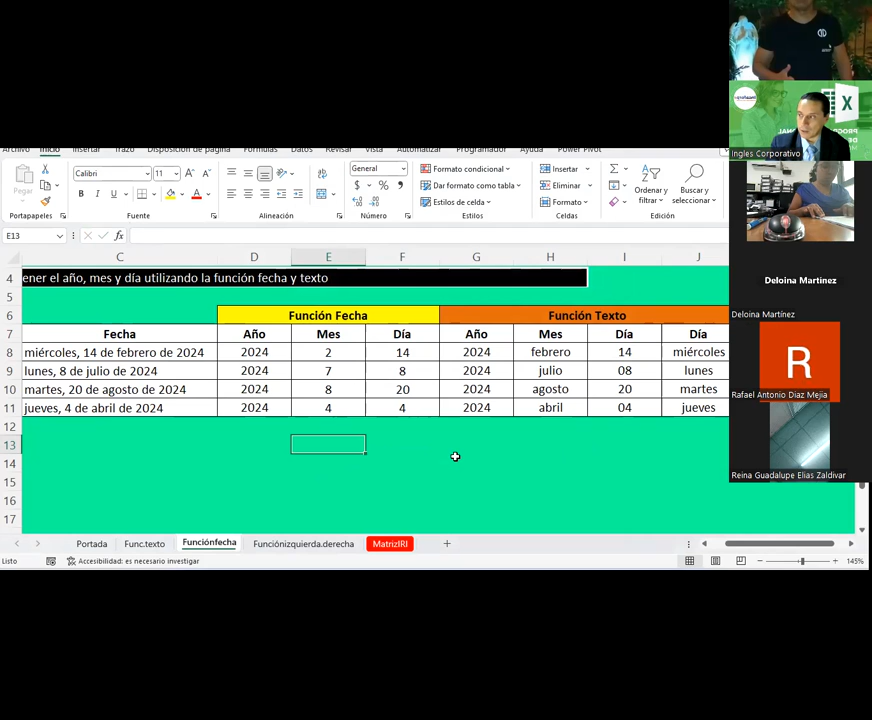 Archivo Inicio Insertar Trazo Disposición de página Fórmulas Datos Revisar Vista Automatizar Programador Ayuda Power Pivot
Pegar
Calibri 11
General
Formato condicional
Dar formato como tabla
Estilos de celda
Insertar
Eliminar
Formato
Ordenar y filtrar
Buscar y seleccionar
Portapapeles Fuente Alineación Número Estilos Celdas Edición
E13 fx
C D E F G H I J
4 ener el año, mes y día utilizando la función fecha y texto
5
6 Función Fecha Función Texto
7 Fecha Año Mes Día Año Mes Día Día
8 miércoles, 14 de febrero de 2024 2024 2 14 2024 febrero 14 miércoles
9 lunes, 8 de julio de 2024 2024 7 8 2024 julio 08 lunes
10 martes, 20 de agosto de 2024 2024 8 20 2024 agosto 20 martes
11 jueves, 4 de abril de 2024 2024 4 4 2024 abril 04 jueves
12
13
14
15
16
17
Portada Func.texto Funciónfecha Funciónizquierda.derecha MatrizIRI
Listo Accesibilidad: es necesario investigar 145%
Ingles Corporativo
Deloina Martinez
Deloina Martínez
R
Rafael Antonio Díaz Mejia
Reina Guadalupe Elias Zaldivar